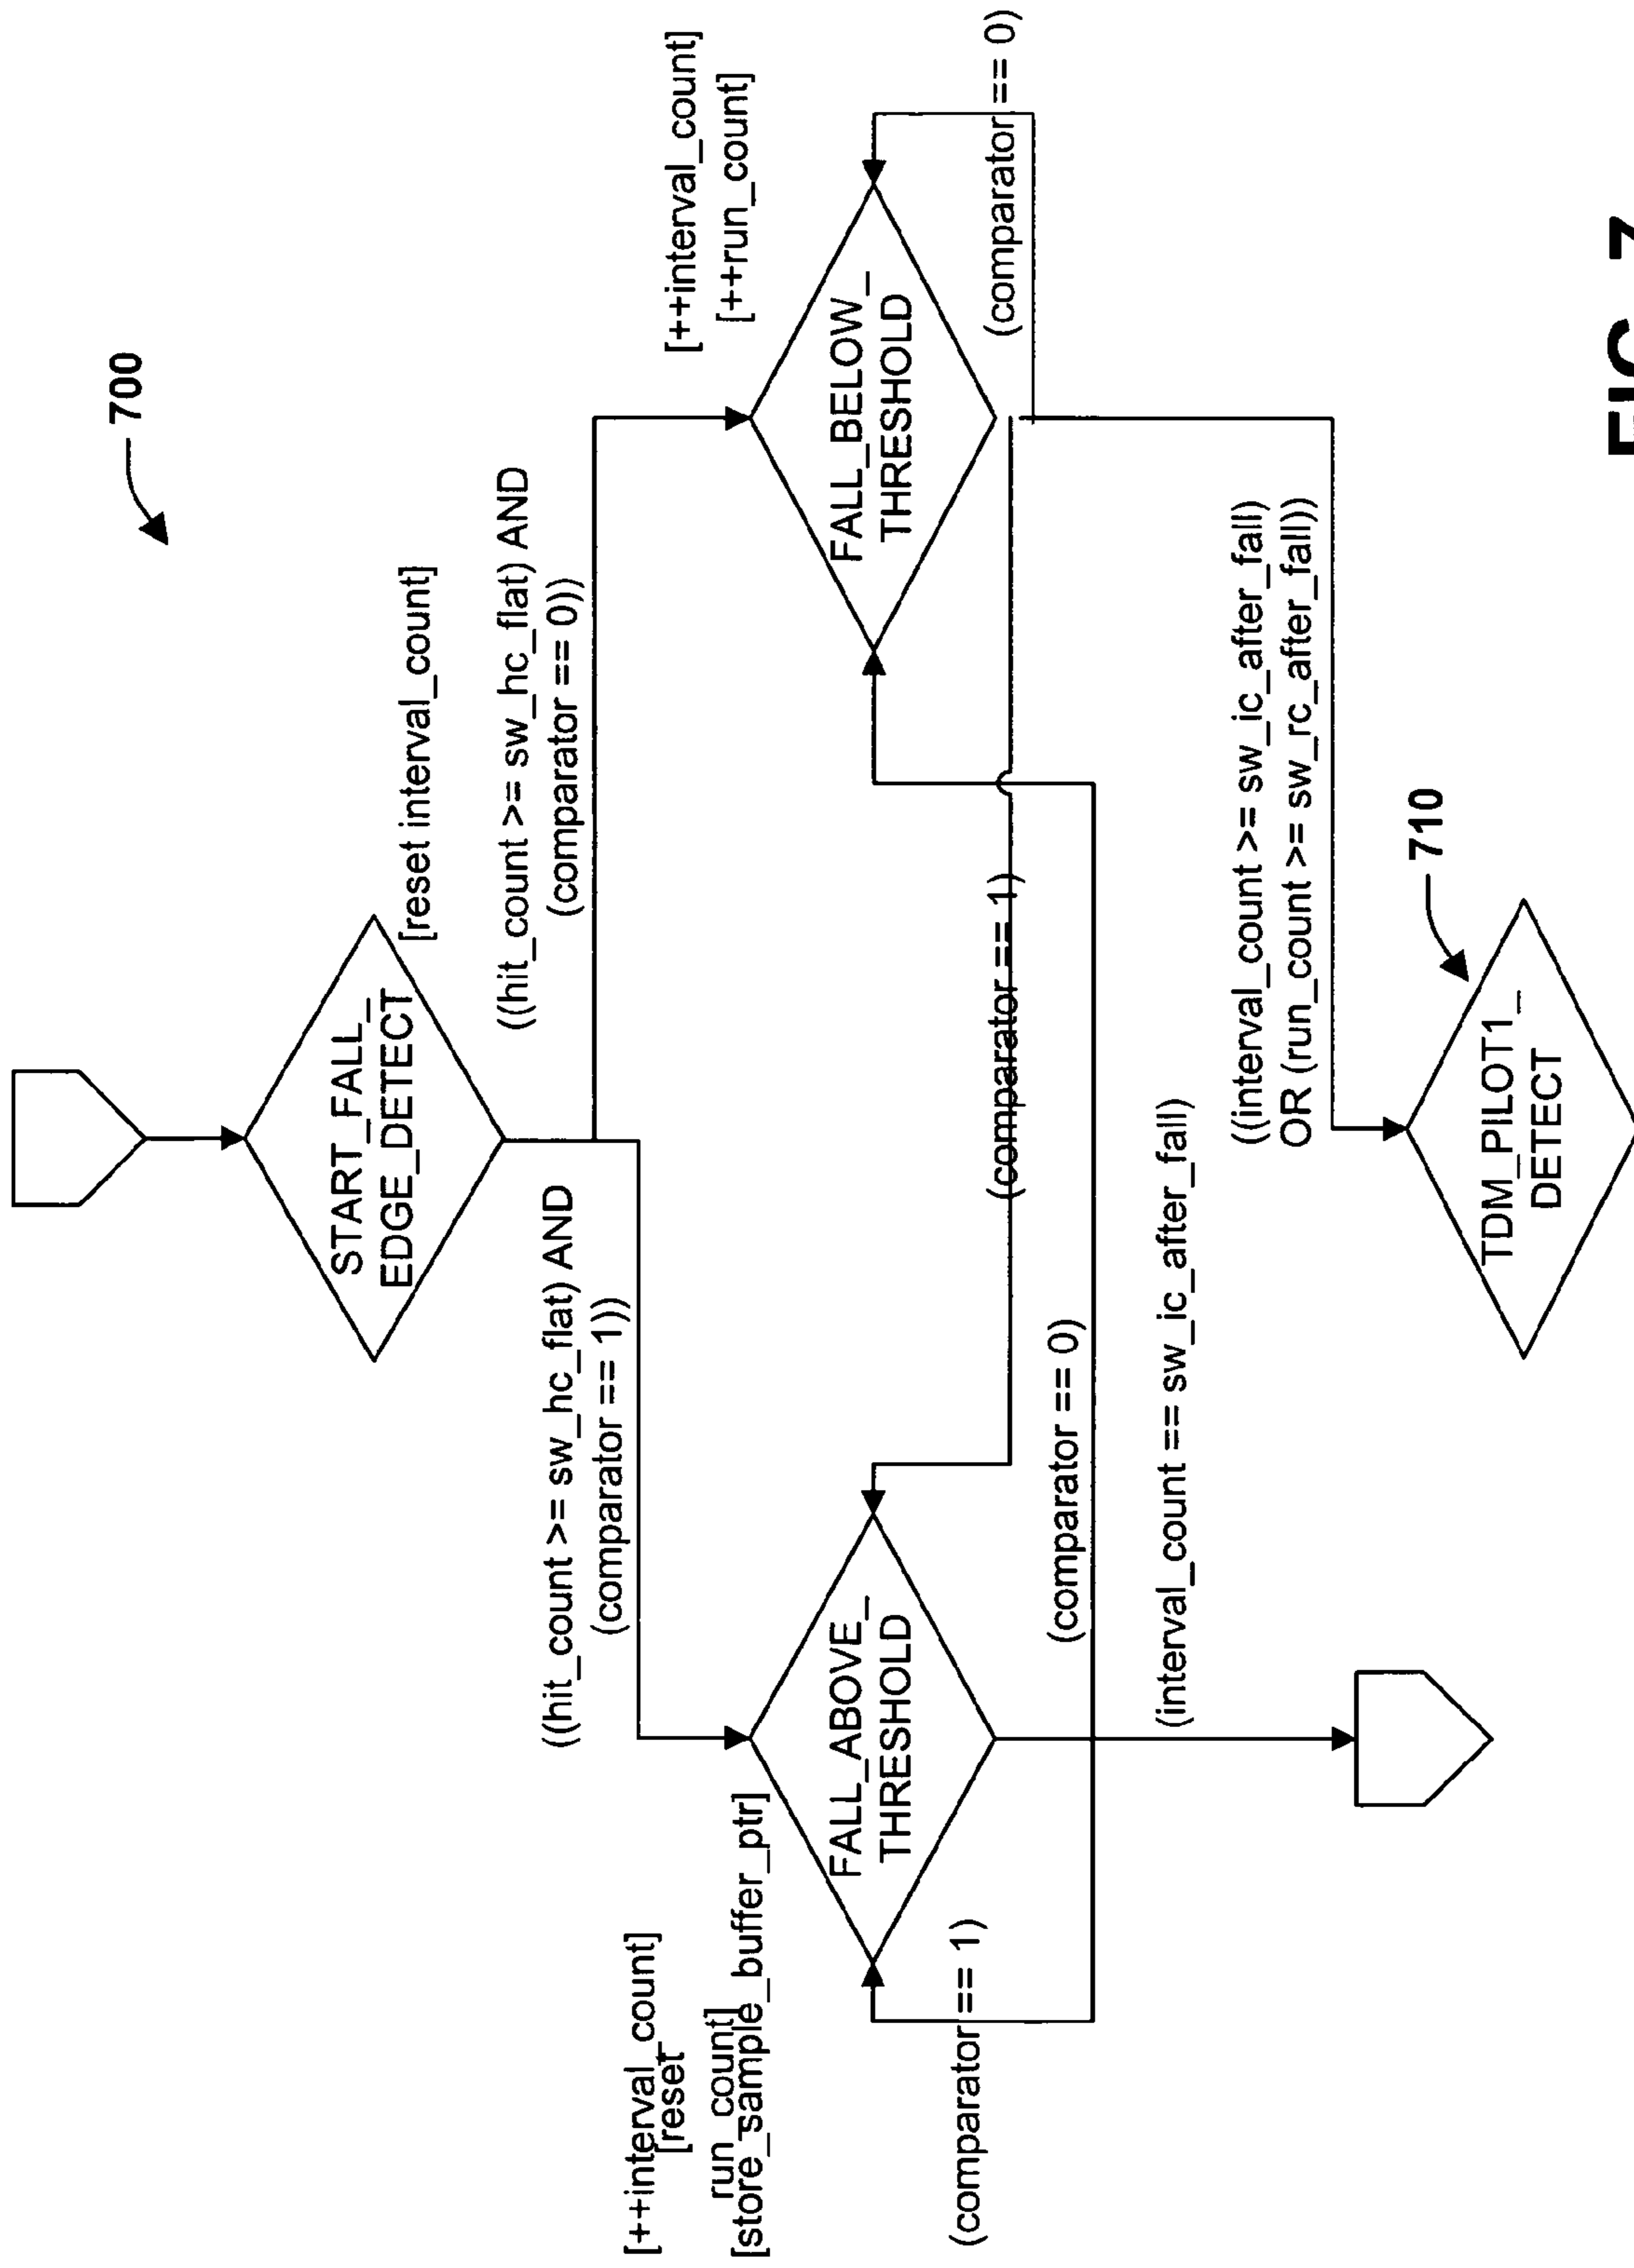 700
START_FALL_
EDGE_DETECT
[reset interval_count]
((hit_count >= sw_hc_flat) AND
(comparator == 1))
((hit_count >= sw_hc_flat) AND
(comparator == 0))
[++interval_count]
[reset
run_count]
[store_sample_buffer_ptr]
FALL_ABOVE_
THRESHOLD
[++interval_count]
[++run_count]
FALL_BELOW_
THRESHOLD
(comparator == 1)
(comparator == 1)
(comparator == 0)
(comparator == 0)
(interval_count == sw_ic_after_fall)
((interval_count >= sw_ic_after_fall)
OR (run_count >= sw_rc_after_fall))
710
TDM_PILOT1_
DETECT
FIG. 7